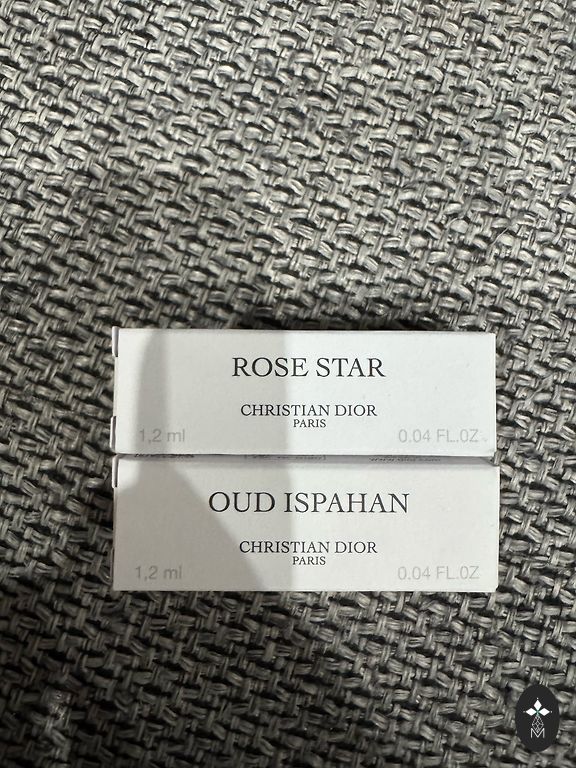 ROSE STAR
CHRISTIAN DIOR
PARIS
1,2 ml
0.04 FL.OZ
OUD ISPAHAN
CHRISTIAN DIOR
PARIS
1,2 ml
0.04 FL.OZ